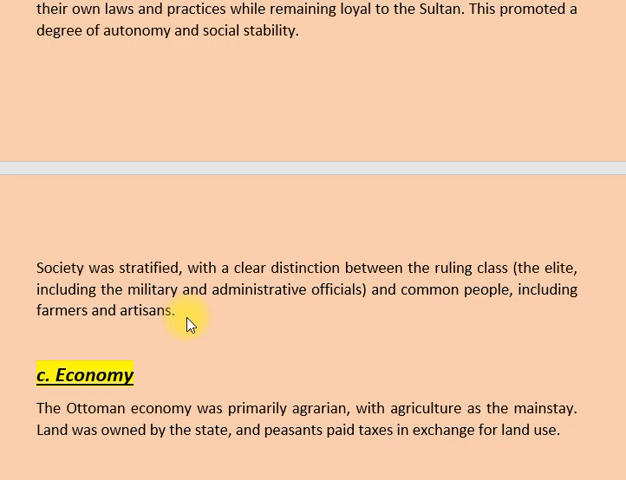 their own laws and practices while remaining loyal to the Sultan. This promoted a
degree of autonomy and social stability.
Society was stratified, with a clear distinction between the ruling class (the elite,
including the military and administrative officials) and common people, including
farmers and artisans.
c. Economy
The Ottoman economy was primarily agrarian, with agriculture as the mainstay.
Land was owned by the state, and peasants paid taxes in exchange for land use.